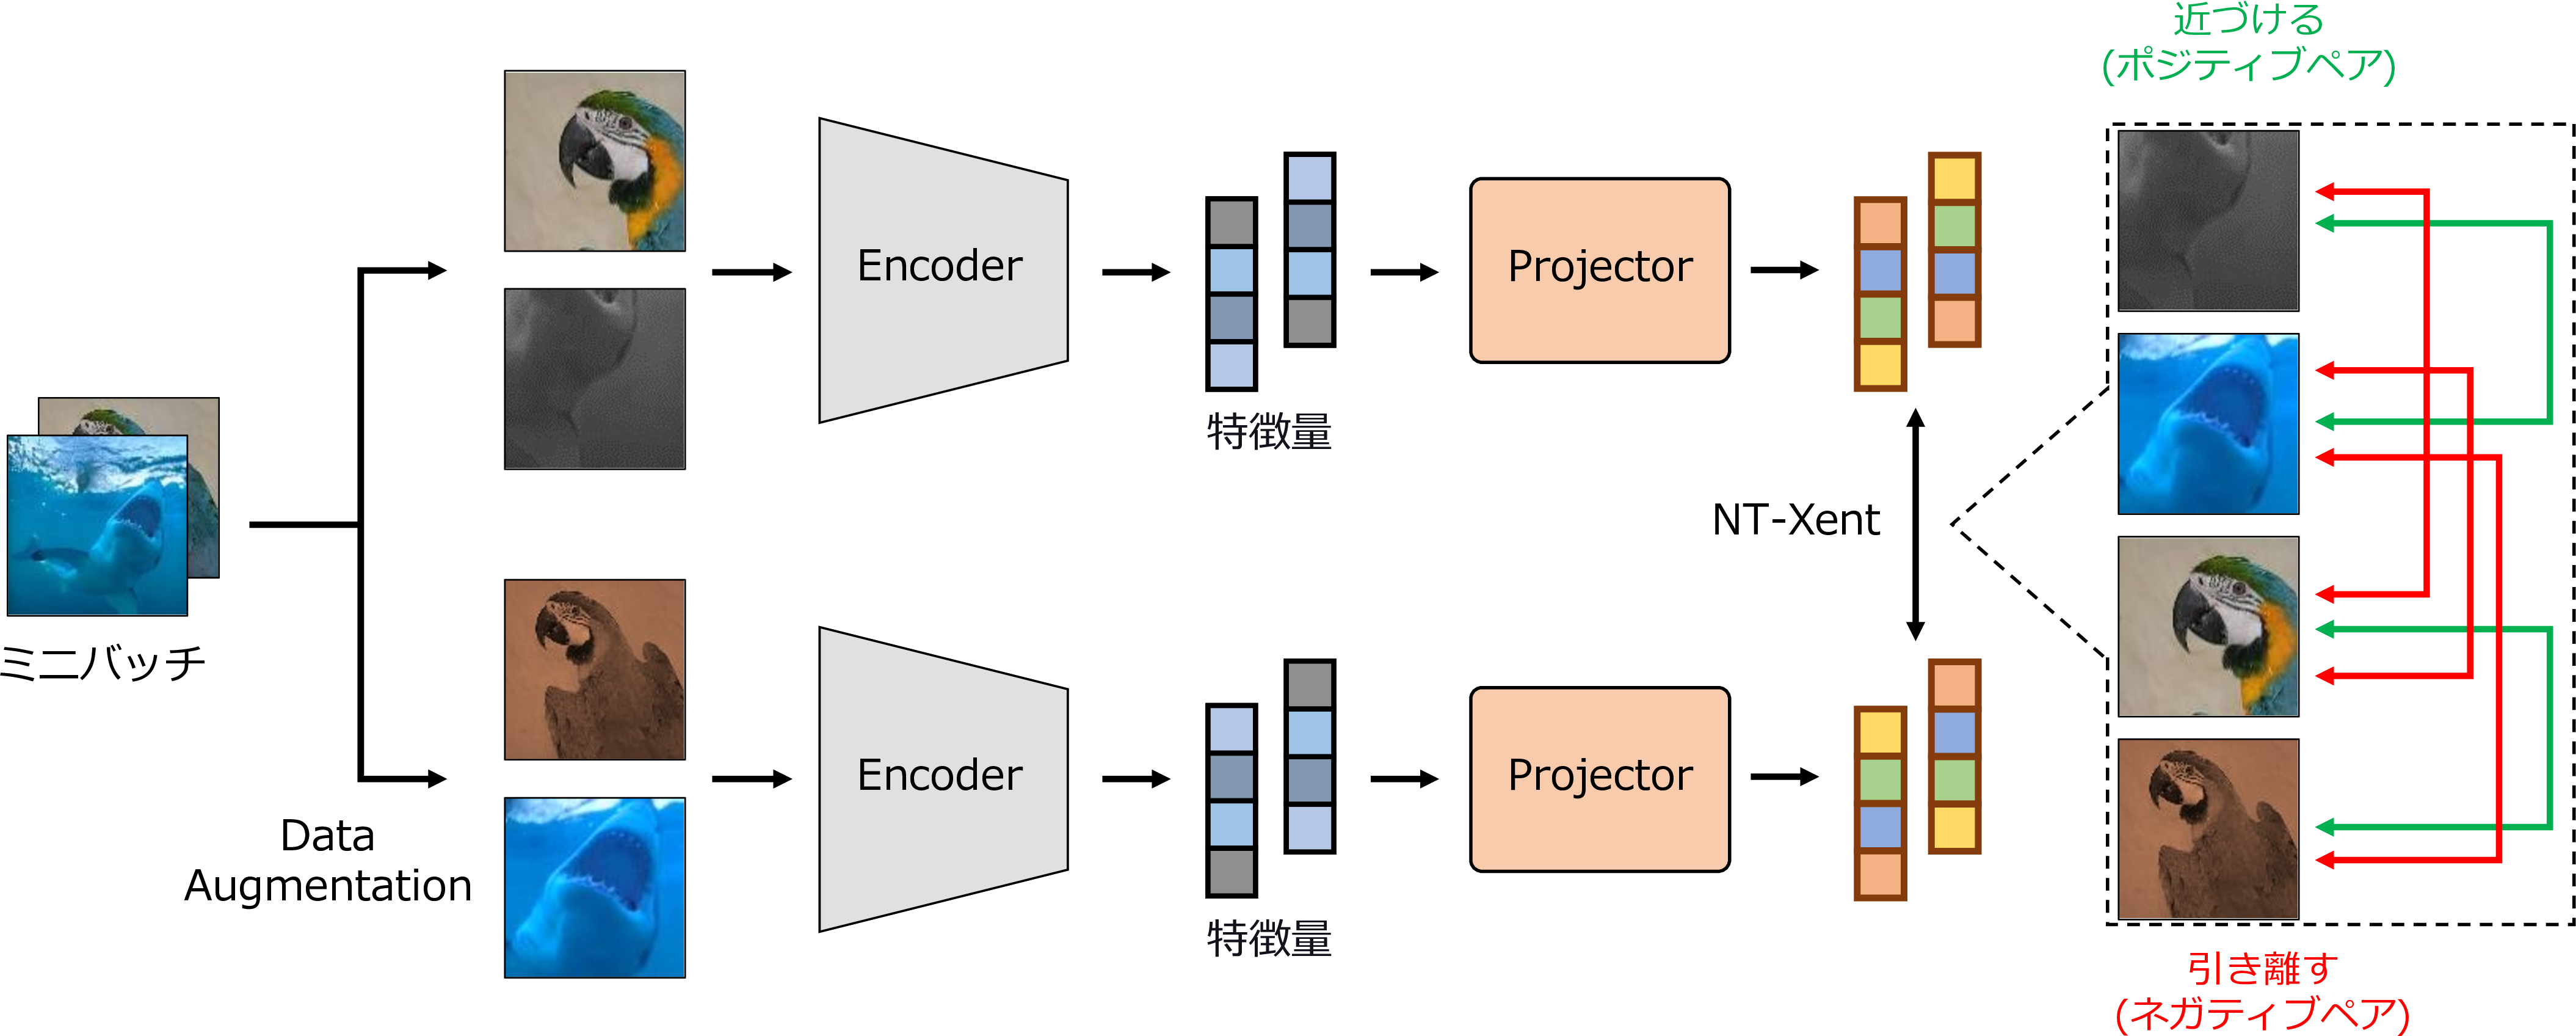 近づける
(ポジティブペア)
Encoder
Projector
特徴量
NT-Xent
ミニバッチ
Data
Augmentation
Encoder
Projector
特徴量
引き離す
(ネガティブペア)